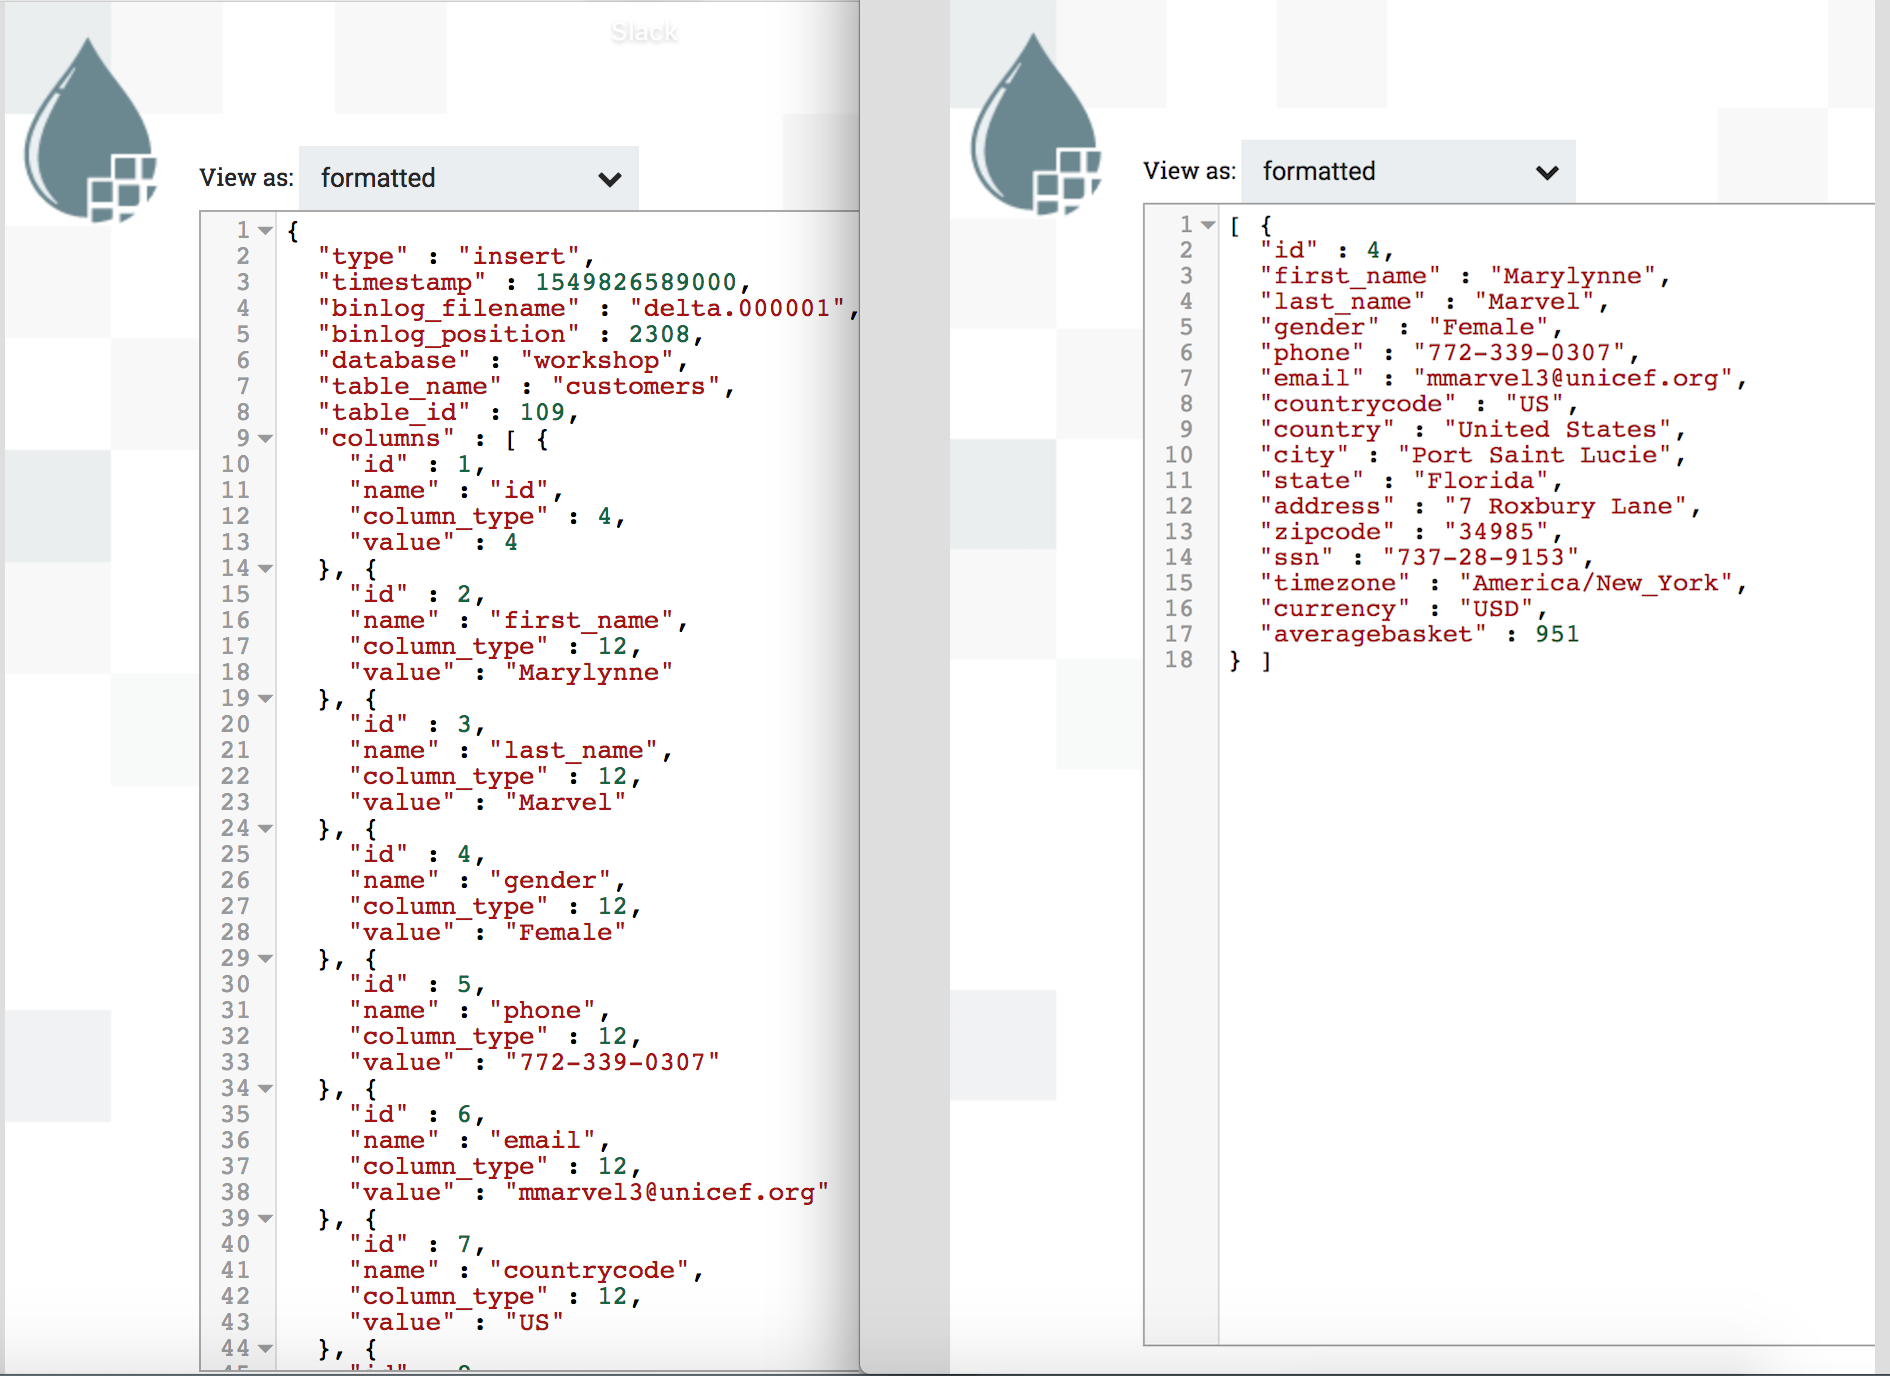 Slack
View as: formatted
1 {
2 "type" : "insert",
3 "timestamp" : 1549826589000,
4 "binlog_filename" : "delta.000001",
5 "binlog_position" : 2308,
6 "database" : "workshop",
7 "table_name" : "customers",
8 "table_id" : 109,
9 "columns" : [ {
10 "id" : 1,
11 "name" : "id",
12 "column_type" : 4,
13 "value" : 4
14 }, {
15 "id" : 2,
16 "name" : "first_name",
17 "column_type" : 12,
18 "value" : "Marylynne"
19 }, {
20 "id" : 3,
21 "name" : "last_name",
22 "column_type" : 12,
23 "value" : "Marvel"
24 }, {
25 "id" : 4,
26 "name" : "gender",
27 "column_type" : 12,
28 "value" : "Female"
29 }, {
30 "id" : 5,
31 "name" : "phone",
32 "column_type" : 12,
33 "value" : "772-339-0307"
34 }, {
35 "id" : 6,
36 "name" : "email",
37 "column_type" : 12,
38 "value" : "mmarvel3@unicef.org"
39 }, {
40 "id" : 7,
41 "name" : "countrycode",
42 "column_type" : 12,
43 "value" : "US"
44 }, {
View as: formatted
1 [ {
2 "id" : 4,
3 "first_name" : "Marylynne",
4 "last_name" : "Marvel",
5 "gender" : "Female",
6 "phone" : "772-339-0307",
7 "email" : "mmarvel3@unicef.org",
8 "countrycode" : "US",
9 "country" : "United States",
10 "city" : "Port Saint Lucie",
11 "state" : "Florida",
12 "address" : "7 Roxbury Lane",
13 "zipcode" : "34985",
14 "ssn" : "737-28-9153",
15 "timezone" : "America/New_York",
16 "currency" : "USD",
17 "averagebasket" : 951
18 } ]